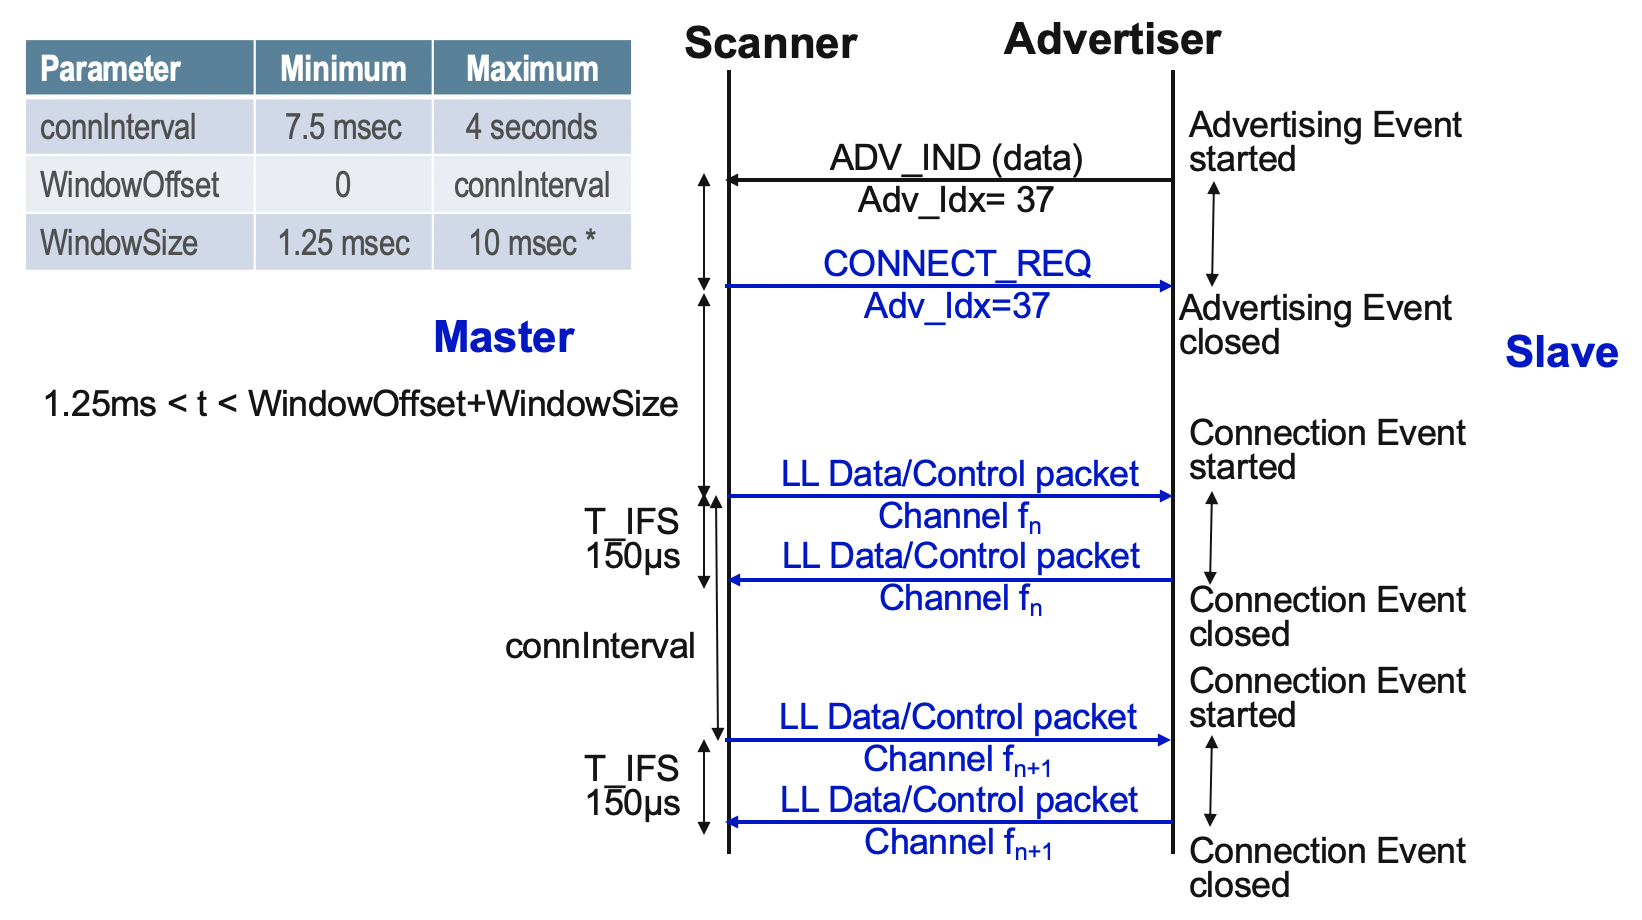 Parameter Minimum Maximum
connInterval 7.5 msec 4 seconds
WindowOffset 0 connInterval
WindowSize 1.25 msec 10 msec *
Scanner Advertiser
Advertising Event
started
ADV_IND (data)
Adv_Idx= 37
CONNECT_REQ
Adv_Idx=37
Advertising Event
closed
Master
Slave
1.25ms < t < WindowOffset+WindowSize
Connection Event
started
LL Data/Control packet
Channel fn
T_IFS
150µs
LL Data/Control packet
Channel fn
Connection Event
closed
connInterval
Connection Event
started
LL Data/Control packet
Channel fn+1
T_IFS
150µs
LL Data/Control packet
Channel fn+1
Connection Event
closed